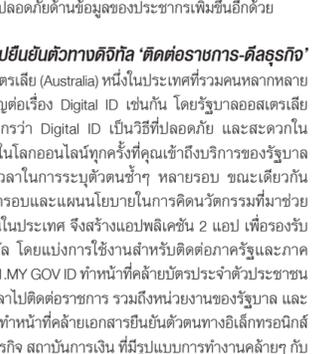 ปลอดภัยด้านข้อมูลของประชากรเพิ่มขึ้นอีกด้วย
ปยืนยันตัวทางดิจิทัล ‘ติดต่อราชการ-ดีลธุรกิจ’
ตรเลีย (Australia) หนึ่งในประเทศที่รวมคนหลากหลาย
ญต่อเรื่อง Digital ID เช่นกัน โดยรัฐบาลออสเตรเลีย
กรว่า Digital ID เป็นวิธีที่ปลอดภัย และสะดวกใน
ในโลกออนไลน์ทุกครั้งที่คุณเข้าถึงบริการของรัฐบาล
วลาในการระบุตัวตนซ้ำๆ หลายรอบ ขณะเดียวกัน
ารอบและแผนนโยบายในการคิดนวัตกรรมที่มาช่วย
นในประเทศ จึงสร้างแอปพลิเคชัน 2 แอป เพื่อรองรับ
ัล โดยแบ่งการใช้งานสำหรับติดต่อภาครัฐและภาค
1.MY GOV ID ทำหน้าที่คล้ายบัตรประจำตัวประชาชน
ลาไปติดต่อราชการ รวมถึงหน่วยงานของรัฐบาล และ
ทำหน้าที่คล้ายเอกสารยืนยันตัวตนทางอิเล็กทรอนิกส์
รกิจ สถาบันการเงิน ที่มีรูปแบบการทำงานคล้ายๆ กับ